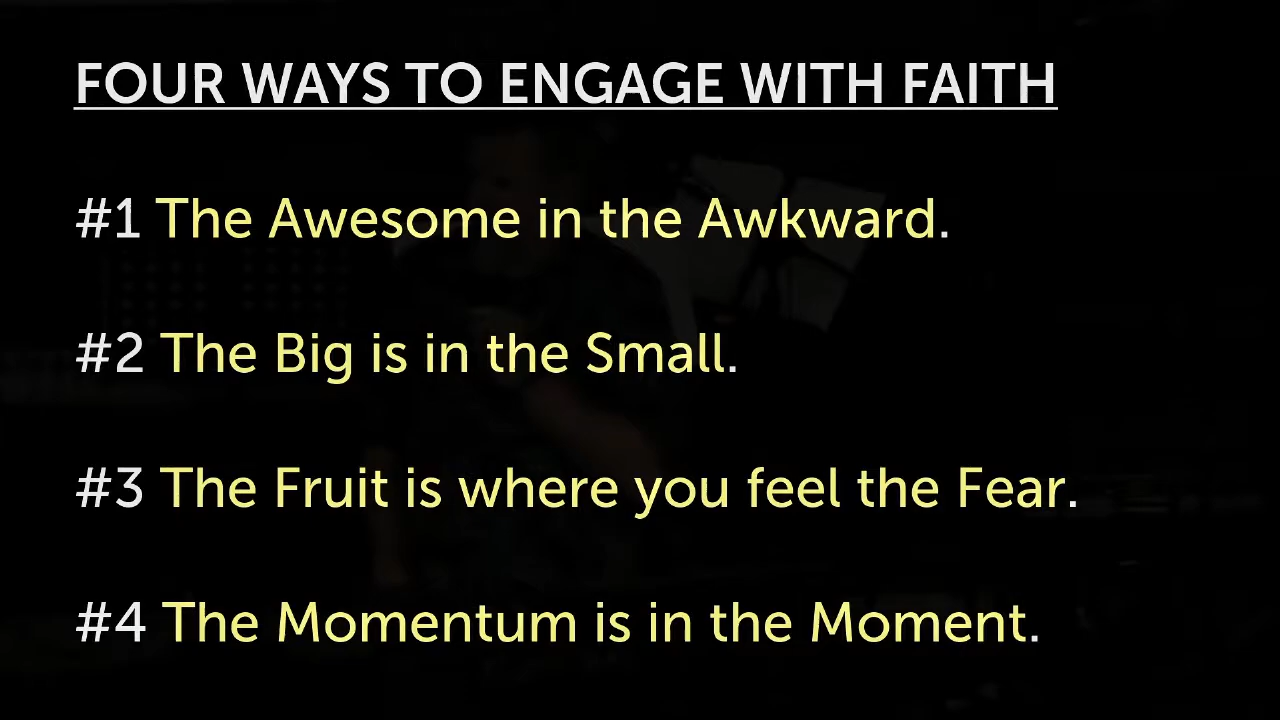 FOUR WAYS TO ENGAGE WITH FAITH
#1 The Awesome in the Awkward.
#2 The Big is in the Small.
#3 The Fruit is where you feel the Fear.
#4 The Momentum is in the Moment.